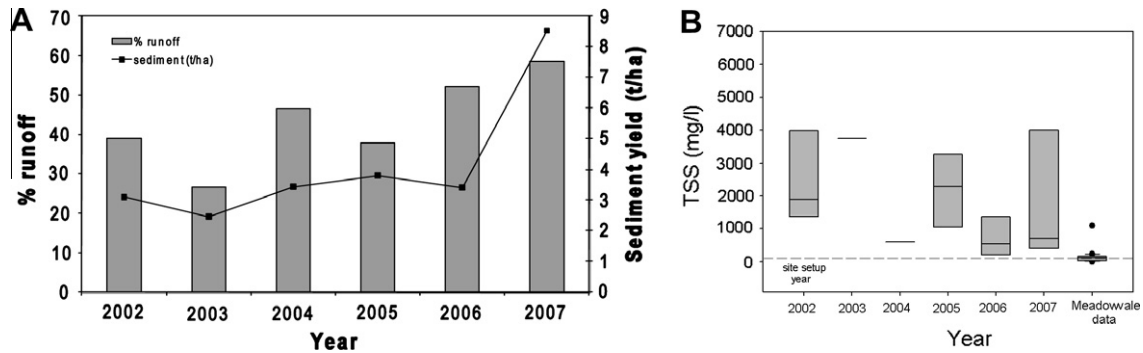 A
70
60
50
40
30
20
10
0
% runoff
% runoff
sediment (t/ha)
9
8
7
6
5
4
3
2
1
0
Sediment yield (t/ha)
2002 2003 2004 2005 2006 2007
Year
B
7000
6000
5000
4000
3000
2000
1000
0
TSS (mg/l)
site setup
year
2002 2003 2004 2005 2006 2007 Meadowvale
data
Year